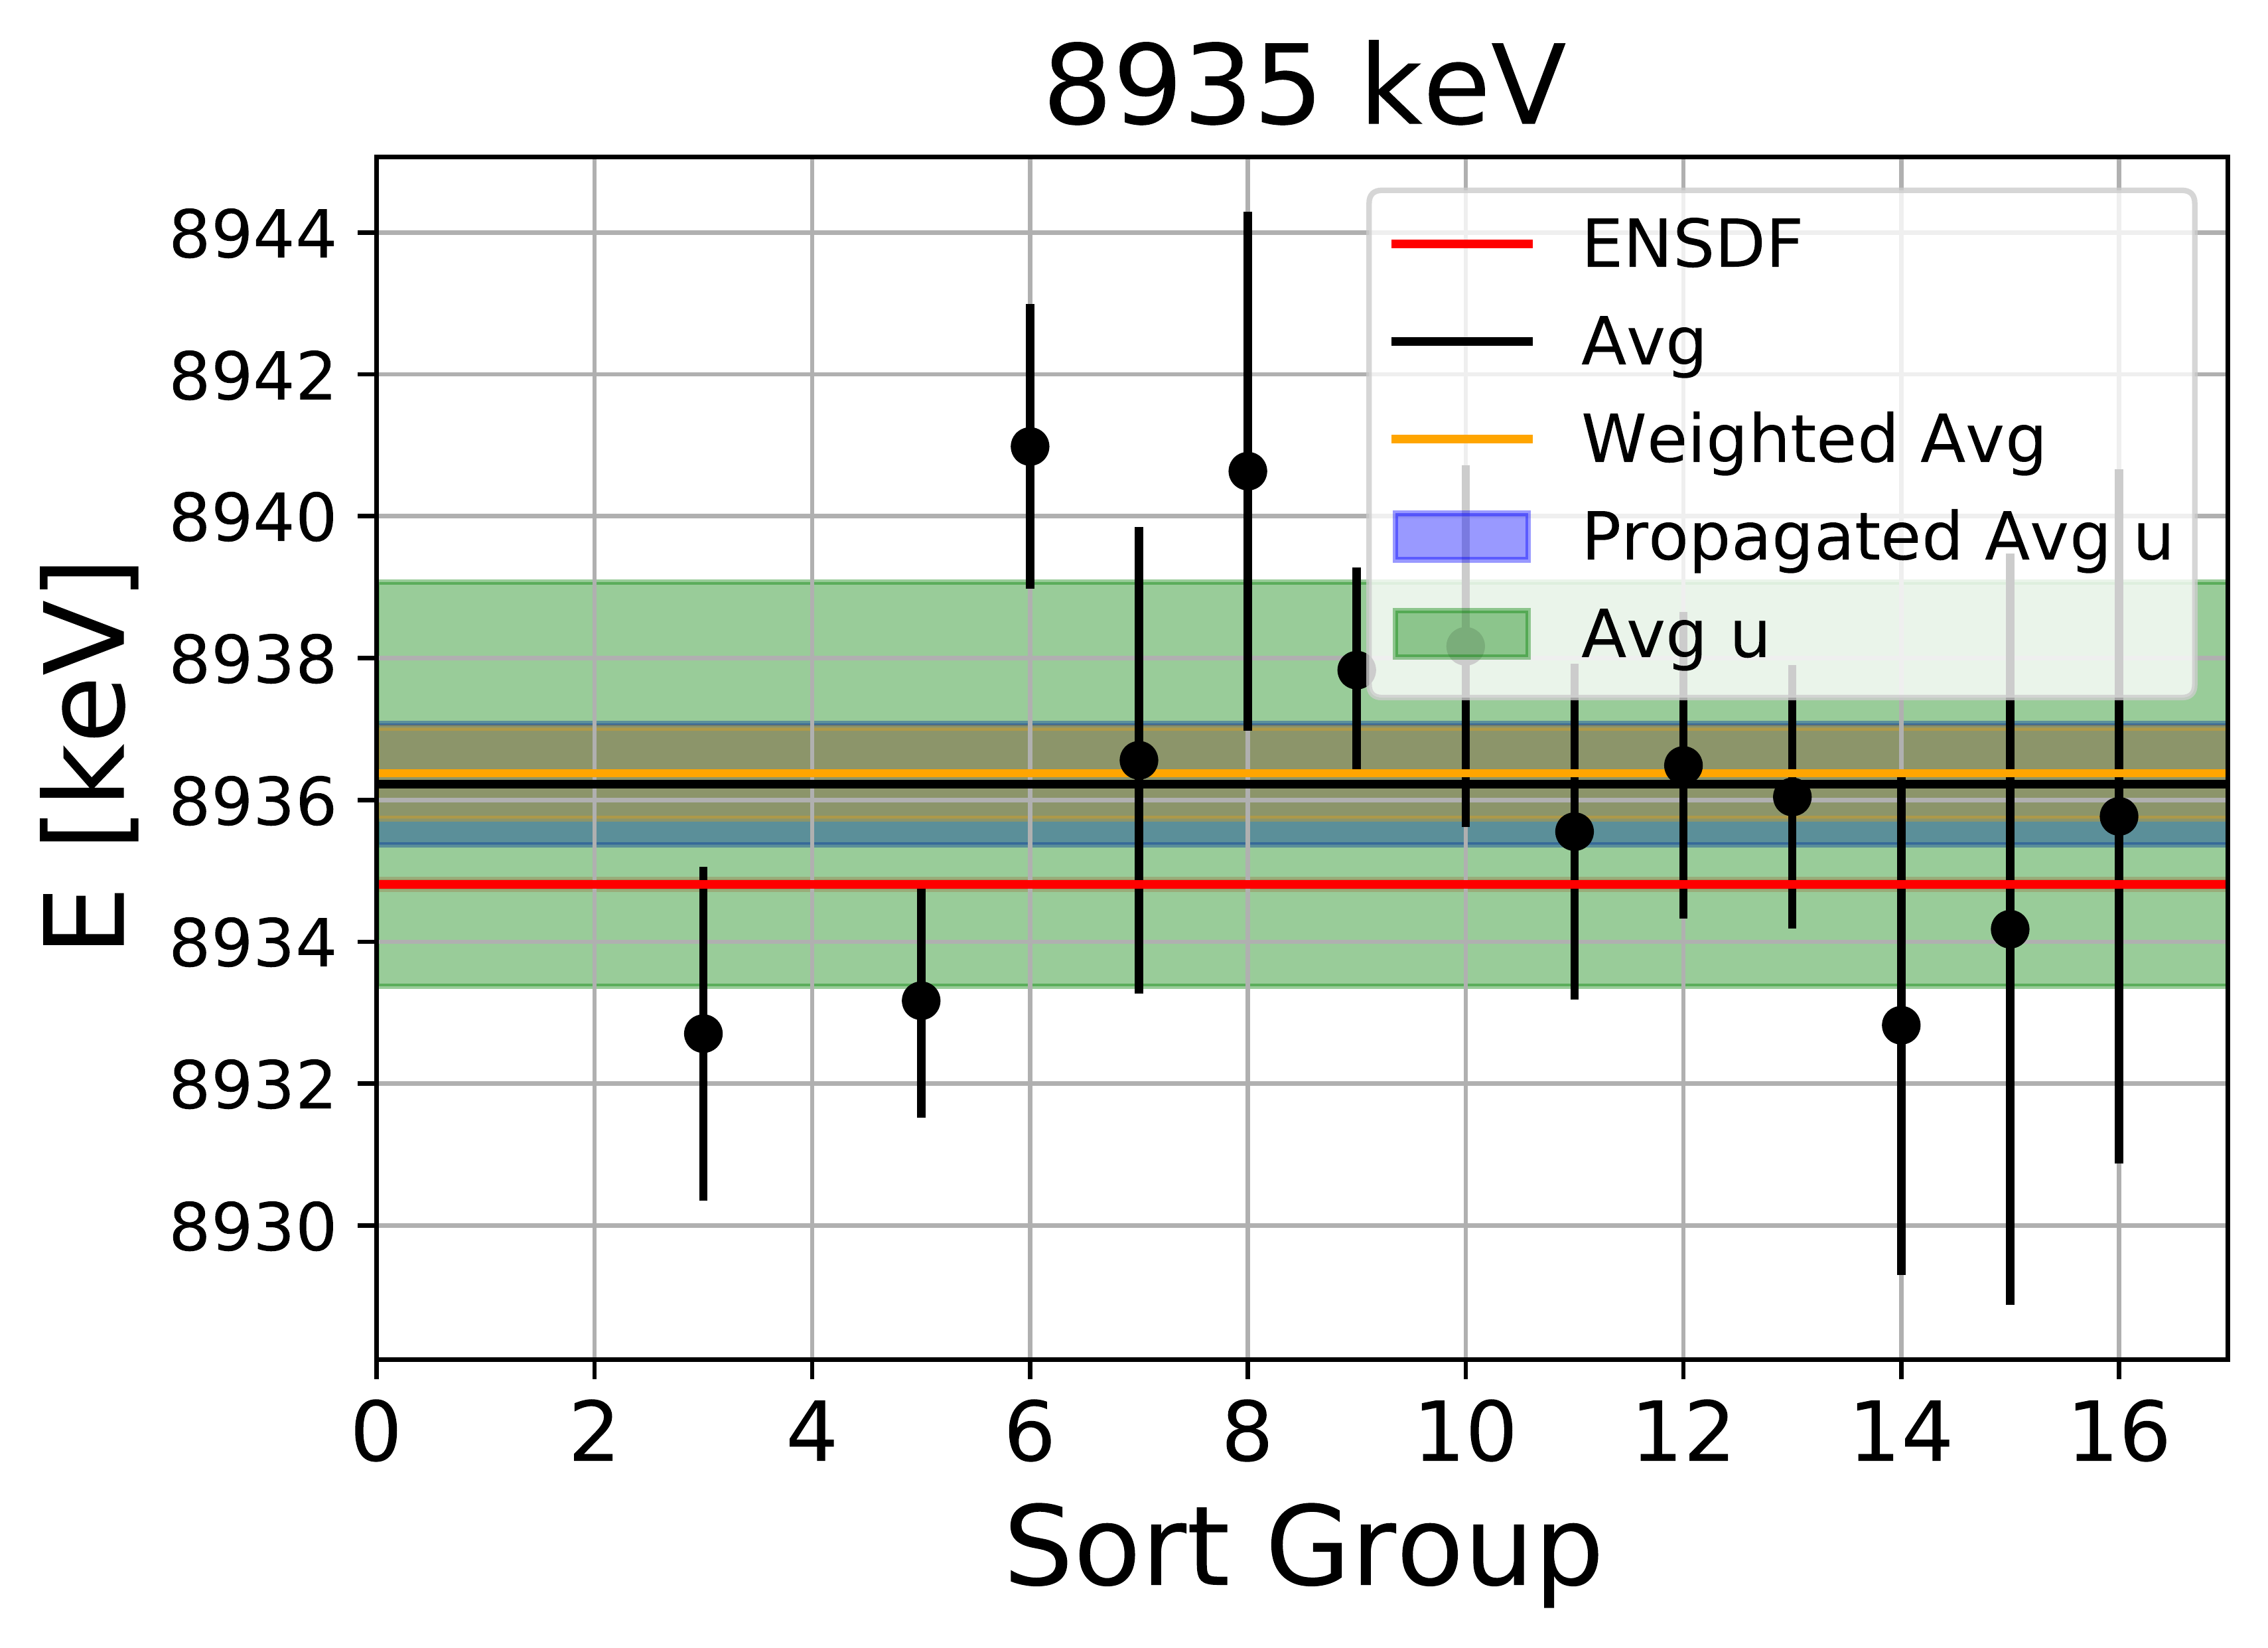 8935 keV
E [keV]
8944
8942
8940
8938
8936
8934
8932
8930
ENSDF
Avg
Weighted Avg
Propagated Avg u
Avg u
0 2 4 6 8 10 12 14 16
Sort Group